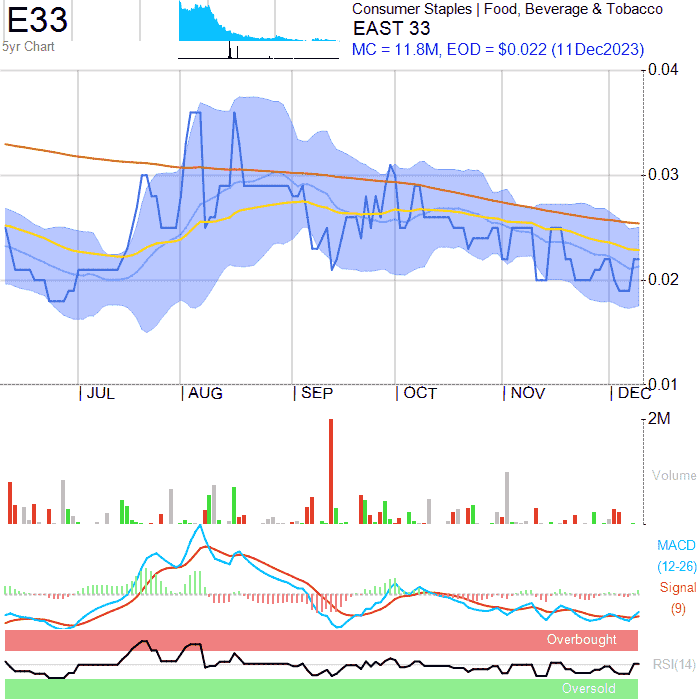 E33
5yr Chart
Consumer Staples | Food, Beverage & Tobacco
EAST 33
MC = 11.8M, EOD = $0.022 (11Dec2023)
0.04
0.03
0.02
0.01
| JUL | AUG | SEP | OCT | NOV | DEC
2M
Volume
MACD
(12-26)
Signal
(9)
Overbought
RSI(14)
Oversold